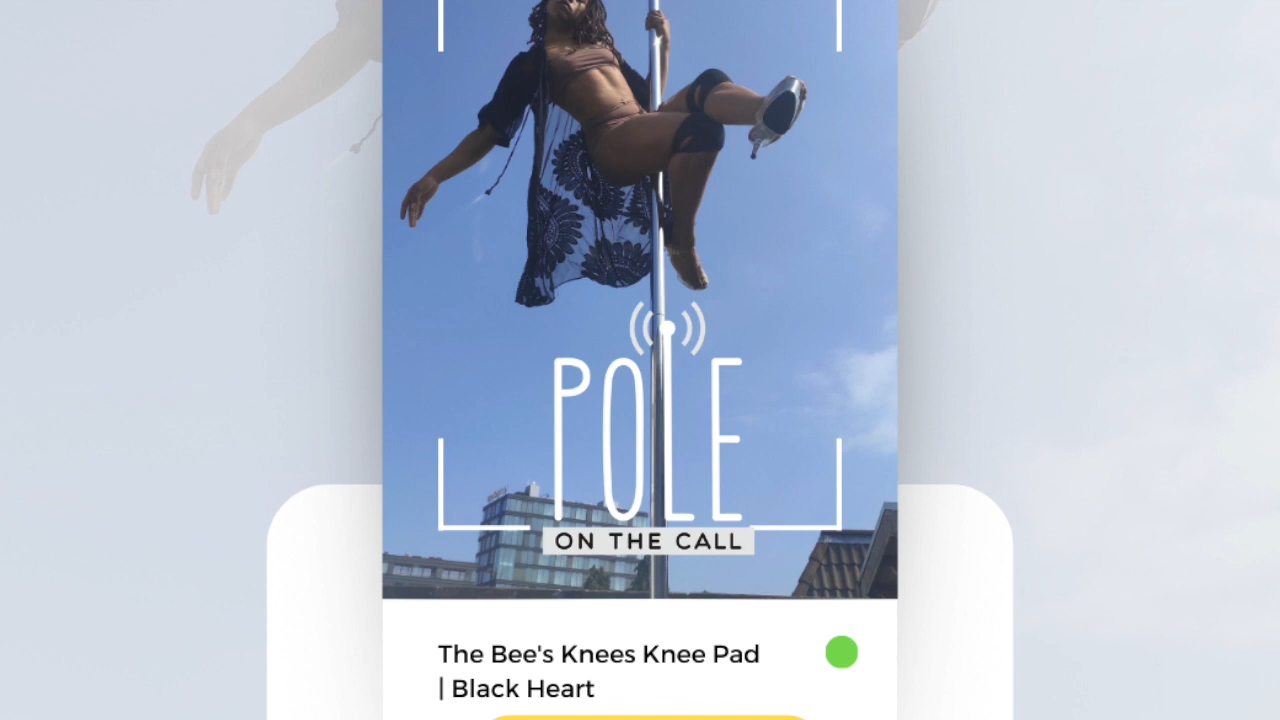 POLE
ON THE CALL
The Bee's Knees Knee Pad
| Black Heart